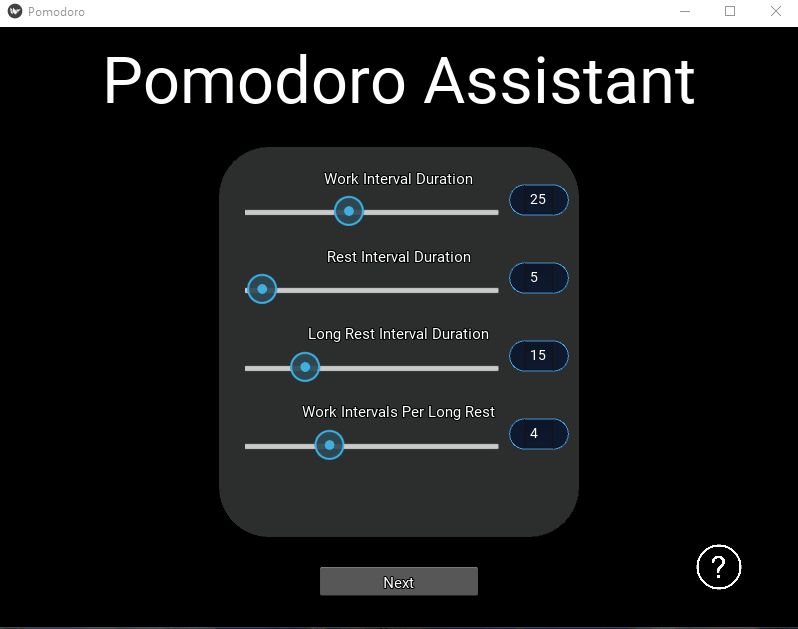 Pomodoro
Pomodoro Assistant
Work Interval Duration
25
Rest Interval Duration
5
Long Rest Interval Duration
15
Work Intervals Per Long Rest
4
?
Next